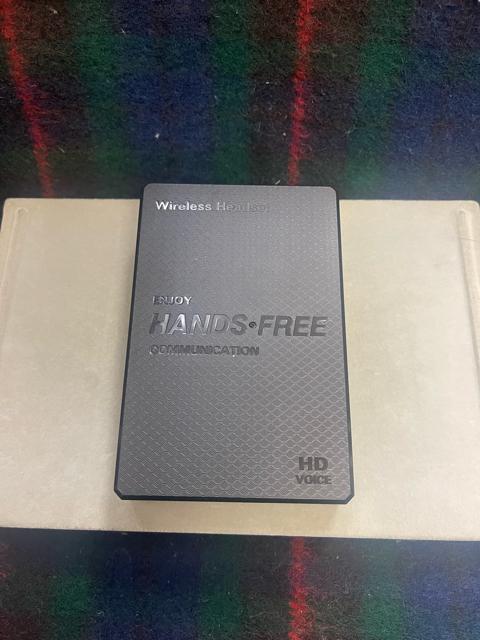 Wireless Headset
ENJOY
HANDS•FREE
COMMUNICATION
HD
VOICE